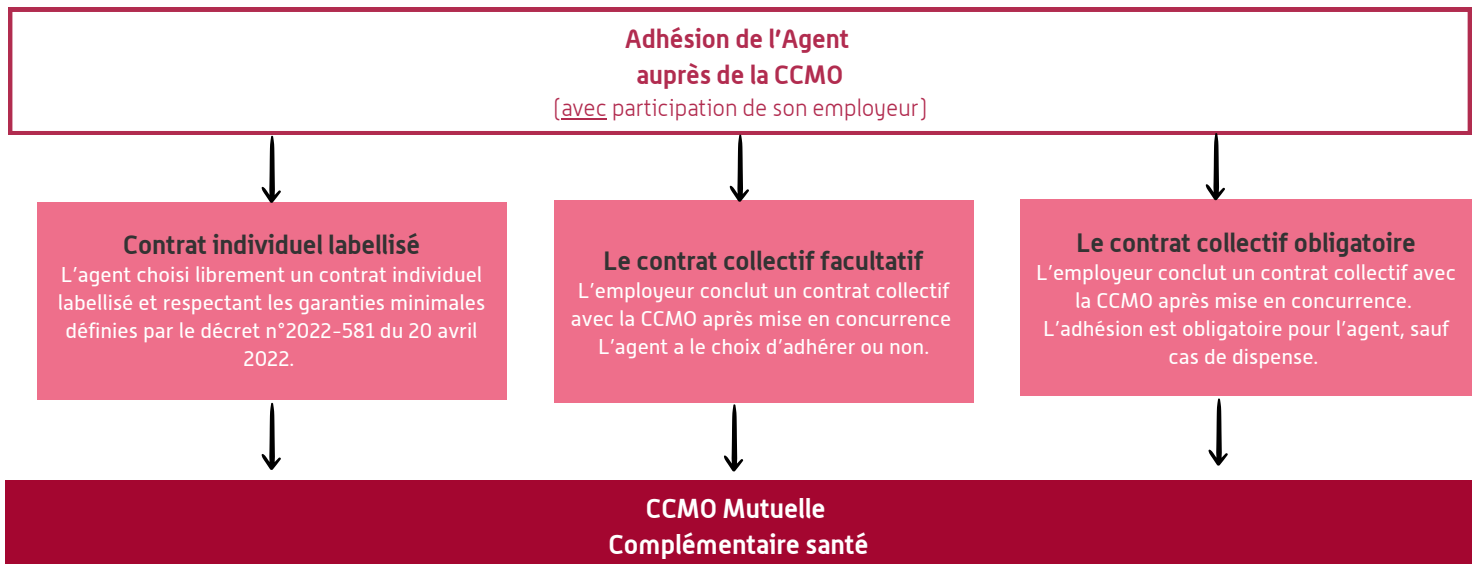 Adhésion de l'Agent
auprès de la CCMO
(avec participation de son employeur)
Contrat individuel labellisé
L'agent choisi librement un contrat individuel
labellisé et respectant les garanties minimales
définies par le décret n°2022-581 du 20 avril
2022.
Le contrat collectif facultatif
L'employeur conclut un contrat collectif
avec la CCMO après mise en concurrence
L'agent a le choix d'adhérer ou non.
Le contrat collectif obligatoire
L'employeur conclut un contrat collectif avec
la CCMO après mise en concurrence.
L'adhésion est obligatoire pour l'agent, sauf
cas de dispense.
CCMO Mutuelle
Complémentaire santé